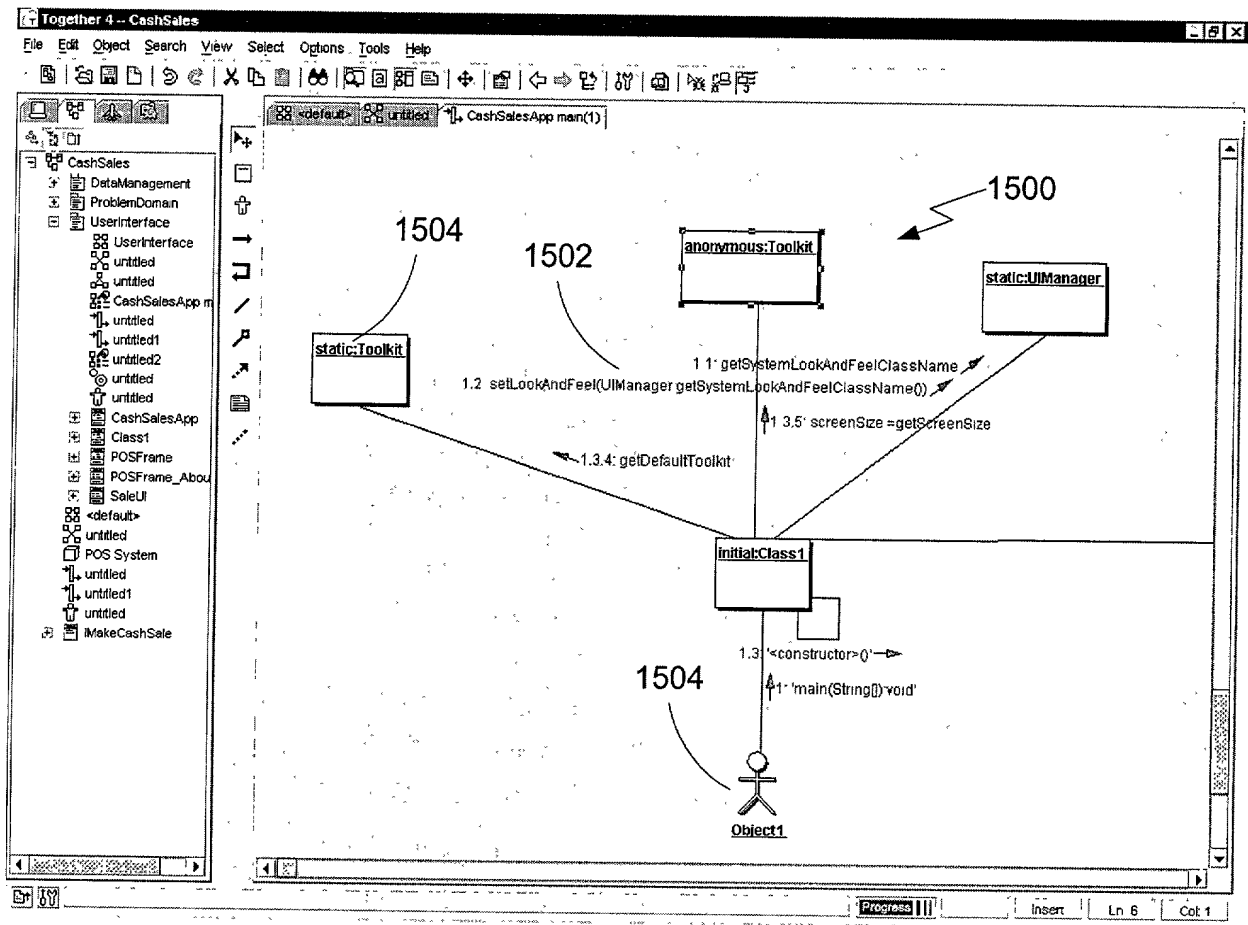 Together 4 -- CashSales
File Edit Object Search View Select Options Tools Help
<default> untitled CashSalesApp main(1)
CashSales
DataManagement
ProblemDomain
UserInterface
UserInterface
untitled
untitled
CashSalesApp m
untitled
untitled1
untitled2
untitled
untitled
CashSalesApp
Class1
POSFrame
POSFrame_Abou
SaleUI
<default>
untitled
POS System
untitled
untitled1
untitled
IMakeCashSale
1500
1504
1502
anonymous:Toolkit
static:UIManager
static:Toolkit
1 1: getSystemLookAndFeelClassName
1.2 setLookAndFeel(UIManager getSystemLookAndFeelClassName())
1 3.5: screenSize =getScreenSize
1.3.4: getDefaultToolkit
initial:Class1
1.3: '<constructor>()'
1: 'main(String[]) void'
1504
Object1
Progress Insert Ln 6 Col: 1